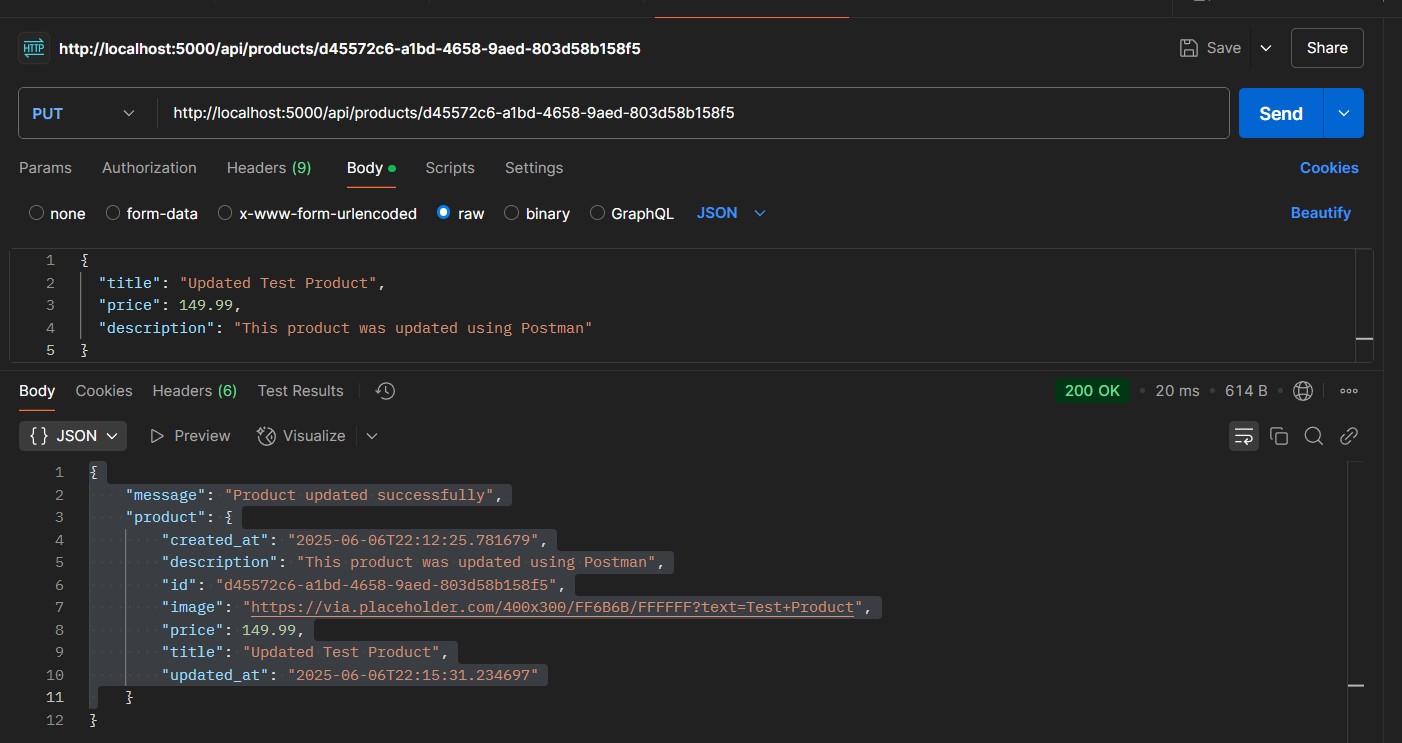 HTTP http://localhost:5000/api/products/d45572c6-a1bd-4658-9aed-803d58b158f5 Save Share
PUT http://localhost:5000/api/products/d45572c6-a1bd-4658-9aed-803d58b158f5 Send
Params Authorization Headers (9) Body Scripts Settings Cookies
none form-data x-www-form-urlencoded raw binary GraphQL JSON Beautify
1 {
2 "title": "Updated Test Product",
3 "price": 149.99,
4 "description": "This product was updated using Postman"
5 }
Body Cookies Headers (6) Test Results 200 OK • 20 ms • 614 B •
{} JSON Preview Visualize
1 {
2 "message": "Product updated successfully",
3 "product": {
4 "created_at": "2025-06-06T22:12:25.781679",
5 "description": "This product was updated using Postman",
6 "id": "d45572c6-a1bd-4658-9aed-803d58b158f5",
7 "image": "https://via.placeholder.com/400x300/FF6B6B/FFFFFF?text=Test+Product",
8 "price": 149.99,
9 "title": "Updated Test Product",
10 "updated_at": "2025-06-06T22:15:31.234697"
11 }
12 }